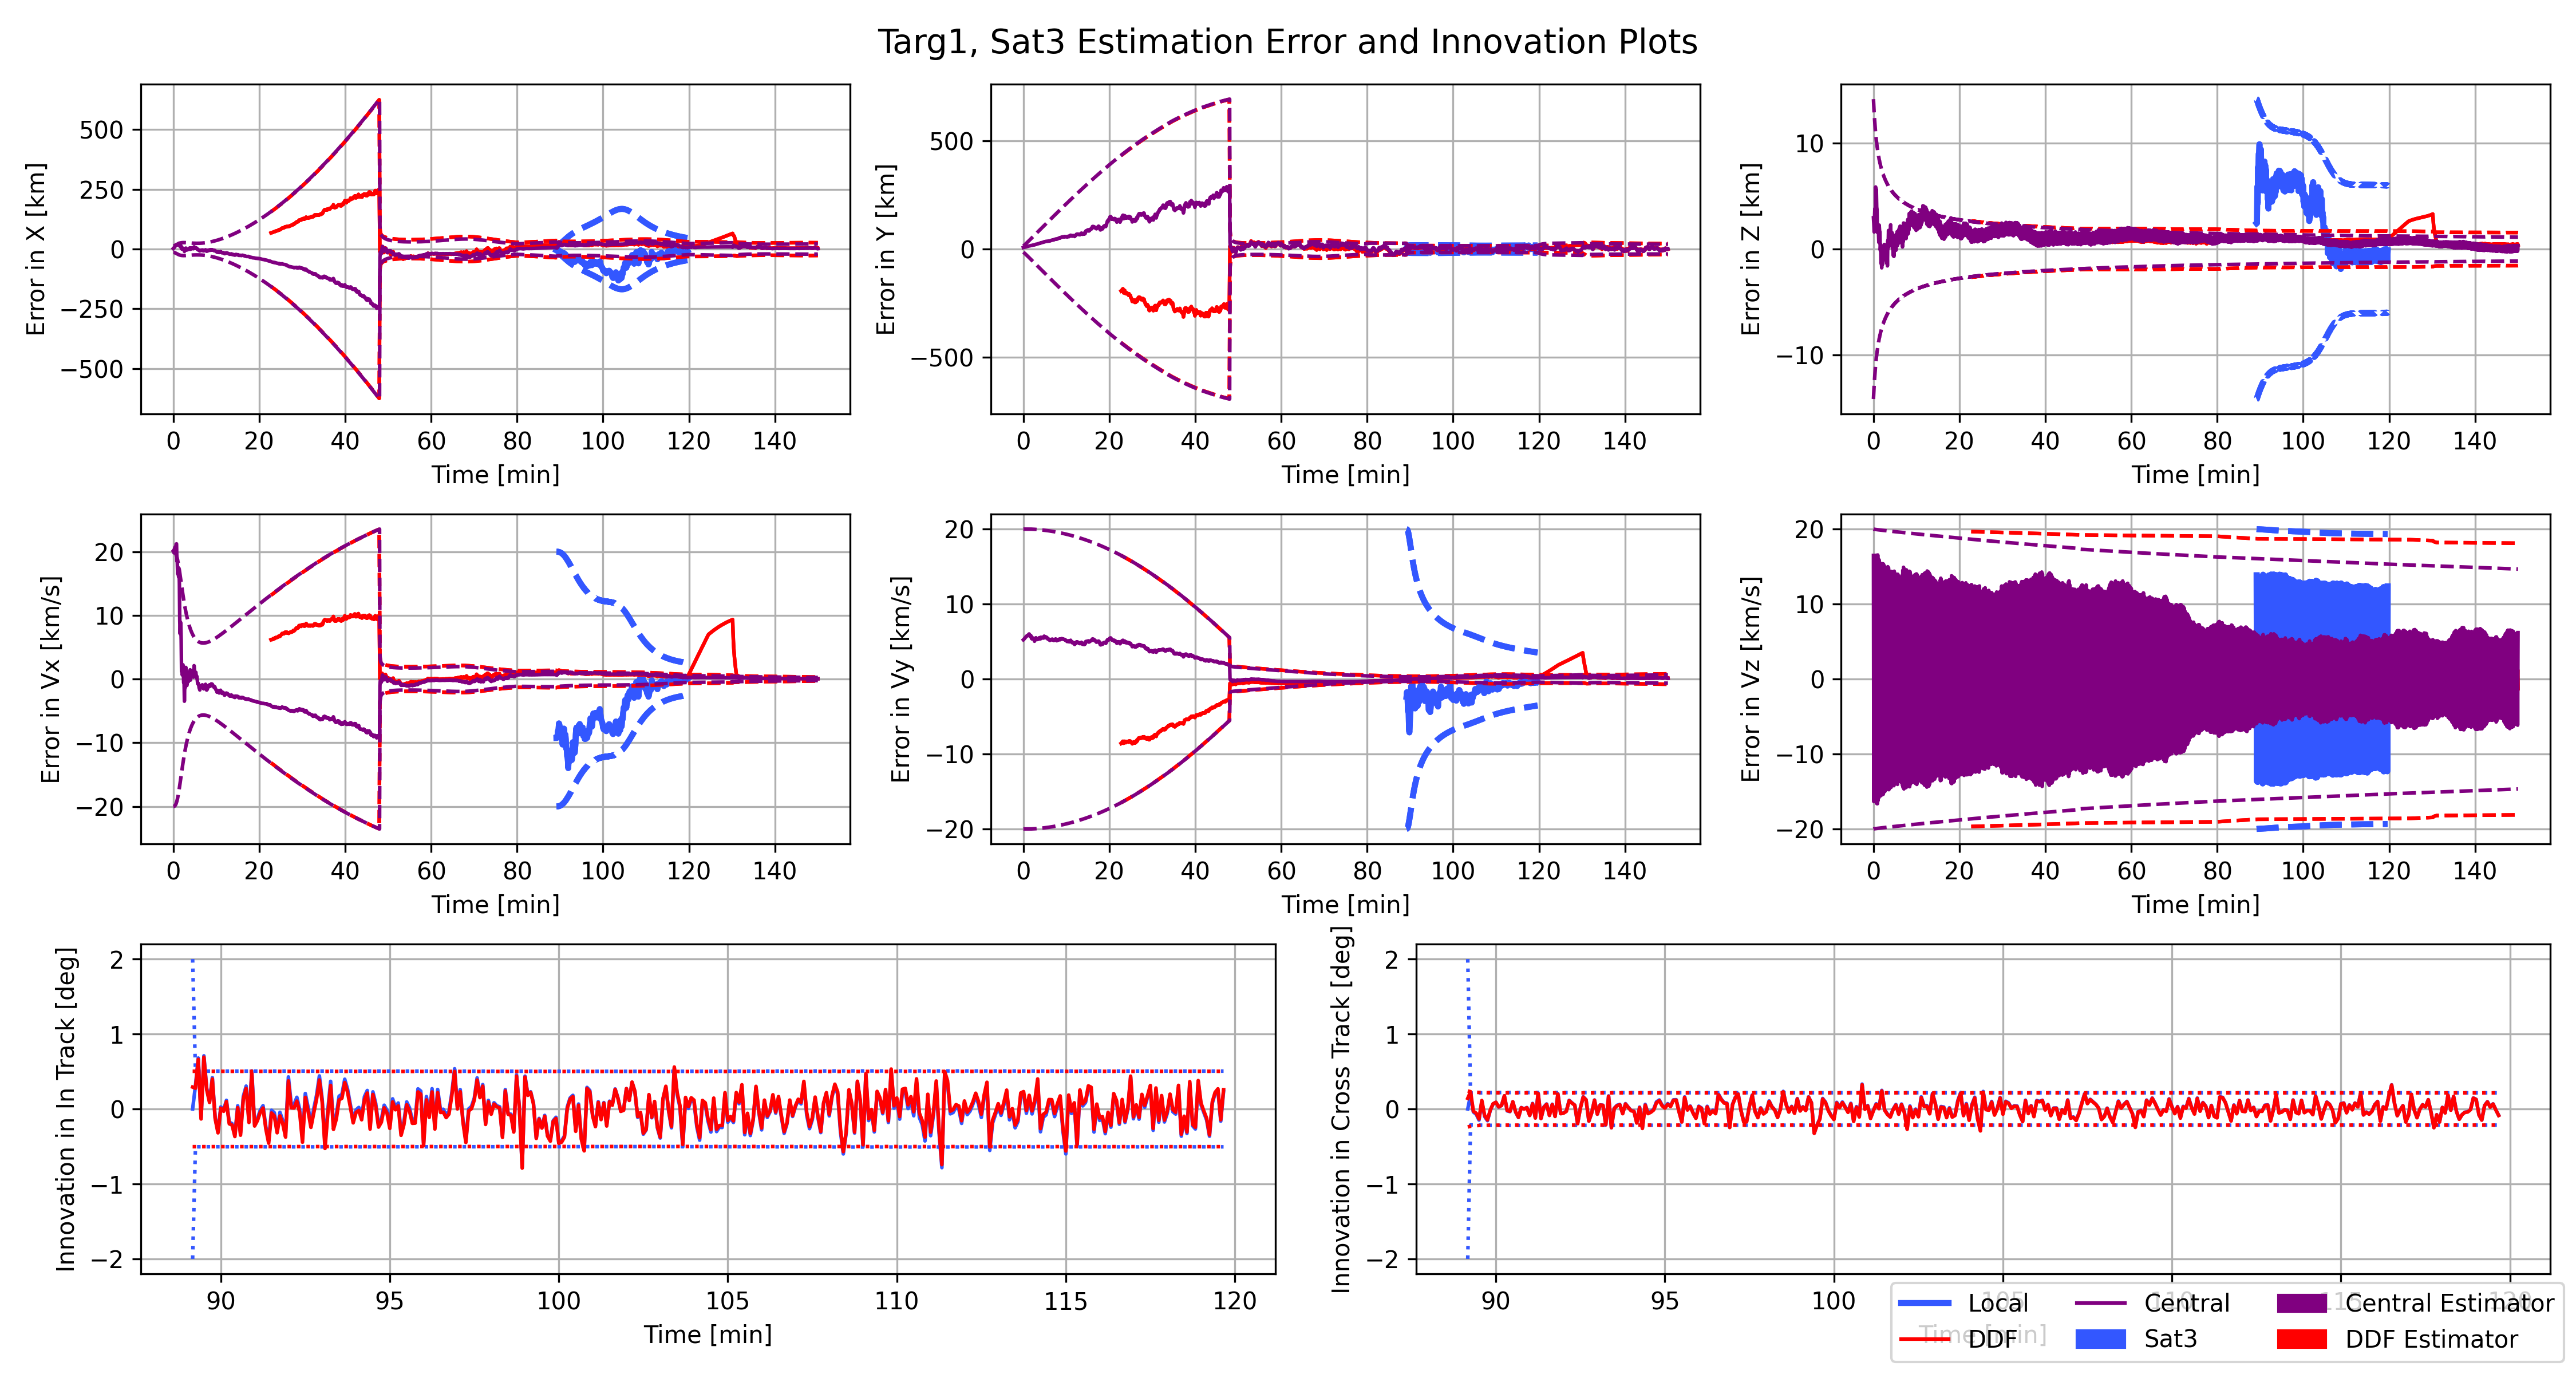 Targ1, Sat3 Estimation Error and Innovation Plots
Error in X [km]
500
250
0
−250
−500
0 20 40 60 80 100 120 140
Time [min]
Error in Y [km]
500
0
−500
0 20 40 60 80 100 120 140
Time [min]
Error in Z [km]
10
0
−10
0 20 40 60 80 100 120 140
Time [min]
Error in Vx [km/s]
20
10
0
−10
−20
0 20 40 60 80 100 120 140
Time [min]
Error in Vy [km/s]
20
10
0
−10
−20
0 20 40 60 80 100 120 140
Time [min]
Error in Vz [km/s]
20
10
0
−10
−20
0 20 40 60 80 100 120 140
Time [min]
Innovation in In Track [deg]
2
1
0
−1
−2
90 95 100 105 110 115 120
Time [min]
Innovation in Cross Track [deg]
2
1
0
−1
−2
90 95 100 105 110 115 120
Time [min]
Local Central Central Estimator
DDF Sat3 DDF Estimator